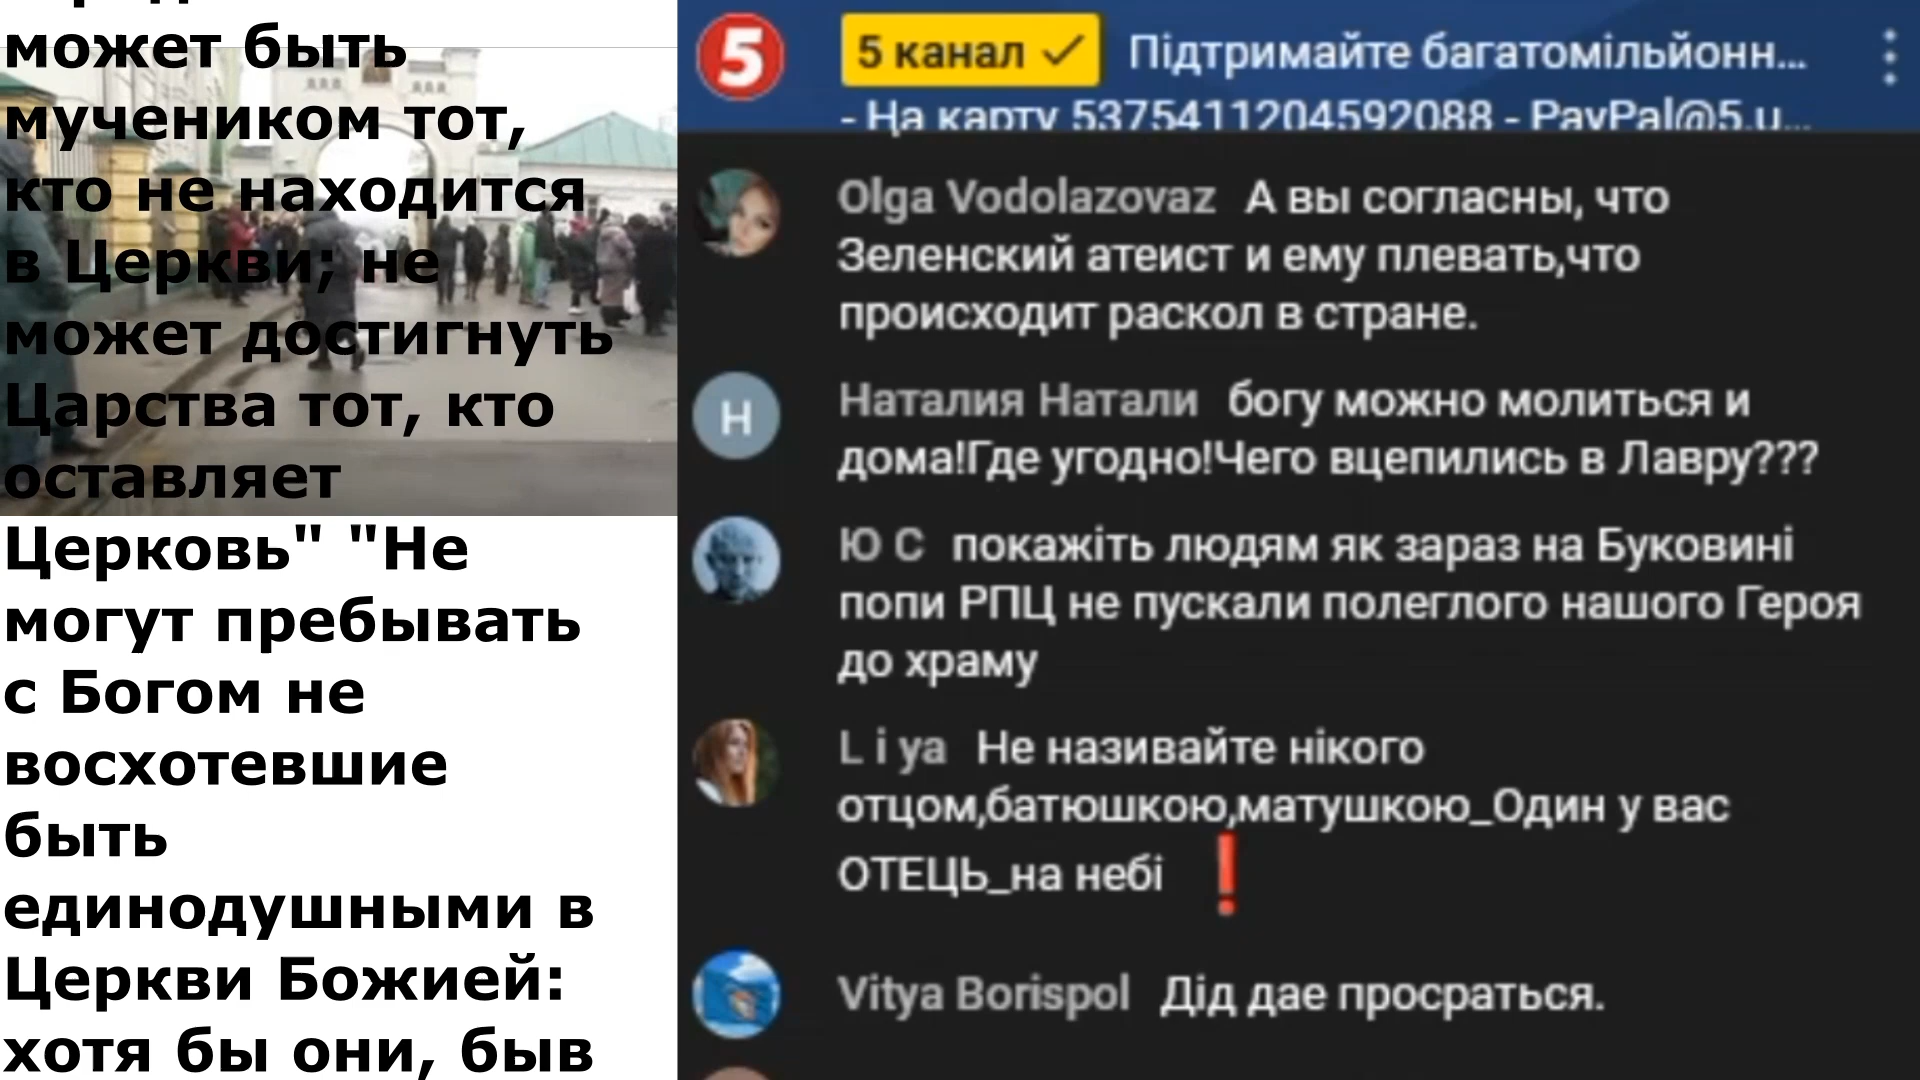 может быть
мучеником тот,
кто не находится
в Церкви; не
может достигнуть
Царства тот, кто
оставляет
Церковь" "Не
могут пребывать
с Богом не
восхотевшие
быть
единодушными в
Церкви Божией:
хотя бы они, быв
5
5 канал ✓ Підтримайте багатомільйонн...
- На карту 5375411204592088 - PayPal@5.u...
Olga Vodolazovaz А вы согласны, что
Зеленский атеист и ему плевать,что
происходит раскол в стране.
Н
Наталия Натали богу можно молиться и
дома!Где угодно!Чего вцепились в Лавру???
Ю С покажіть людям як зараз на Буковині
попи РПЦ не пускали полеглого нашого Героя
до храму
L i ya Не називайте нікого
отцом,батюшкою,матушкою_Один у вас
ОТЕЦЬ_на небі ❗
Vitya Borispol Дід дае просраться.